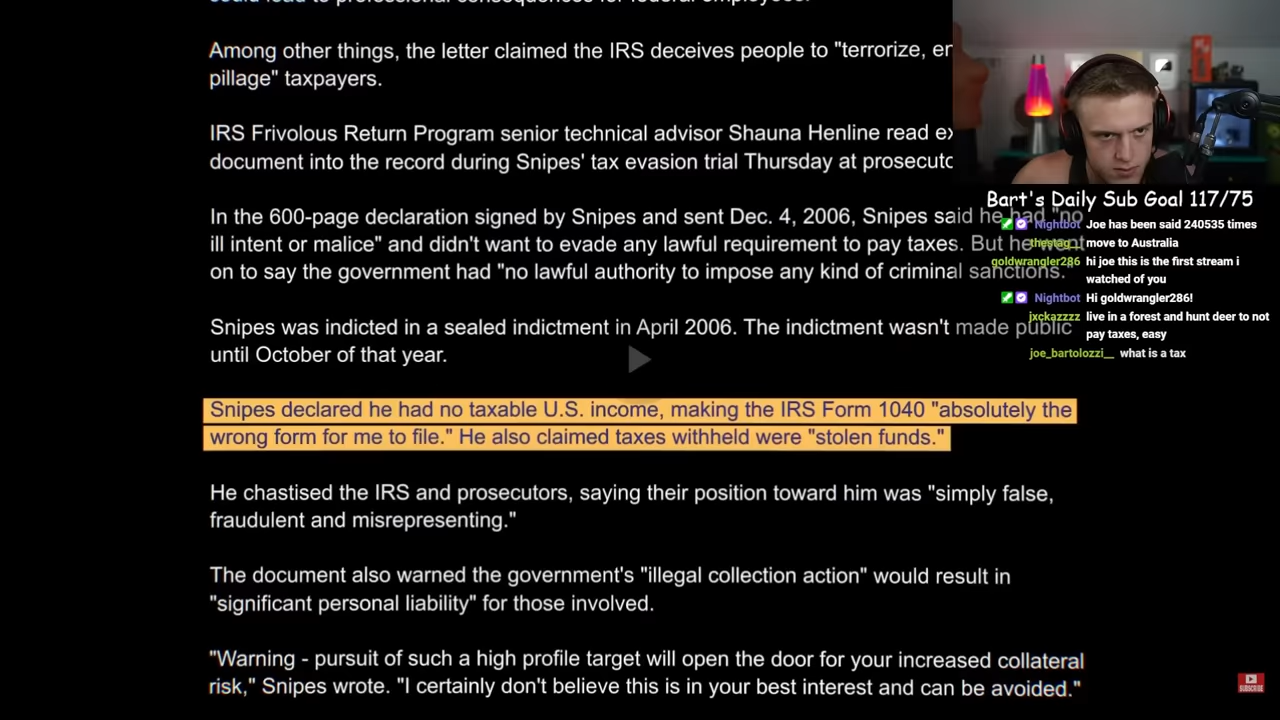 Among other things, the letter claimed the IRS deceives people to "terrorize,
pillage" taxpayers.
IRS Frivolous Return Program senior technical advisor Shauna Henline read
document into the record during Snipes' tax evasion trial Thursday at
In the 600-page declaration signed by Snipes and sent Dec. 4, 2006, Snipes said he had "no
ill intent or malice" and didn't want to evade any lawful requirement to pay taxes. But he went
on to say the government had "no lawful authority to impose any kind of criminal sanctions."
Snipes was indicted in a sealed indictment in April 2006. The indictment wasn't made public
until October of that year.
Snipes declared he had no taxable U.S. income, making the IRS Form 1040 "absolutely the
wrong form for me to file." He also claimed taxes withheld were "stolen funds."
He chastised the IRS and prosecutors, saying their position toward him was "simply false,
fraudulent and misrepresenting."
The document also warned the government's "illegal collection action" would result in
"significant personal liability" for those involved.
"Warning - pursuit of such a high profile target will open the door for your increased collateral
risk," Snipes wrote. "I certainly don't believe this is in your best interest and can be avoided."
Bart's Daily Sub Goal 117/75
Nightbot Joe has been said 240535 times
thestag__ move to Australia
goldwrangler286 hi joe this is the first stream i
watched of you
Nightbot Hi goldwrangler286!
jxckazzzz live in a forest and hunt deer to not
pay taxes, easy
joe_bartolozzi__ what is a tax
SUBSCRIBE